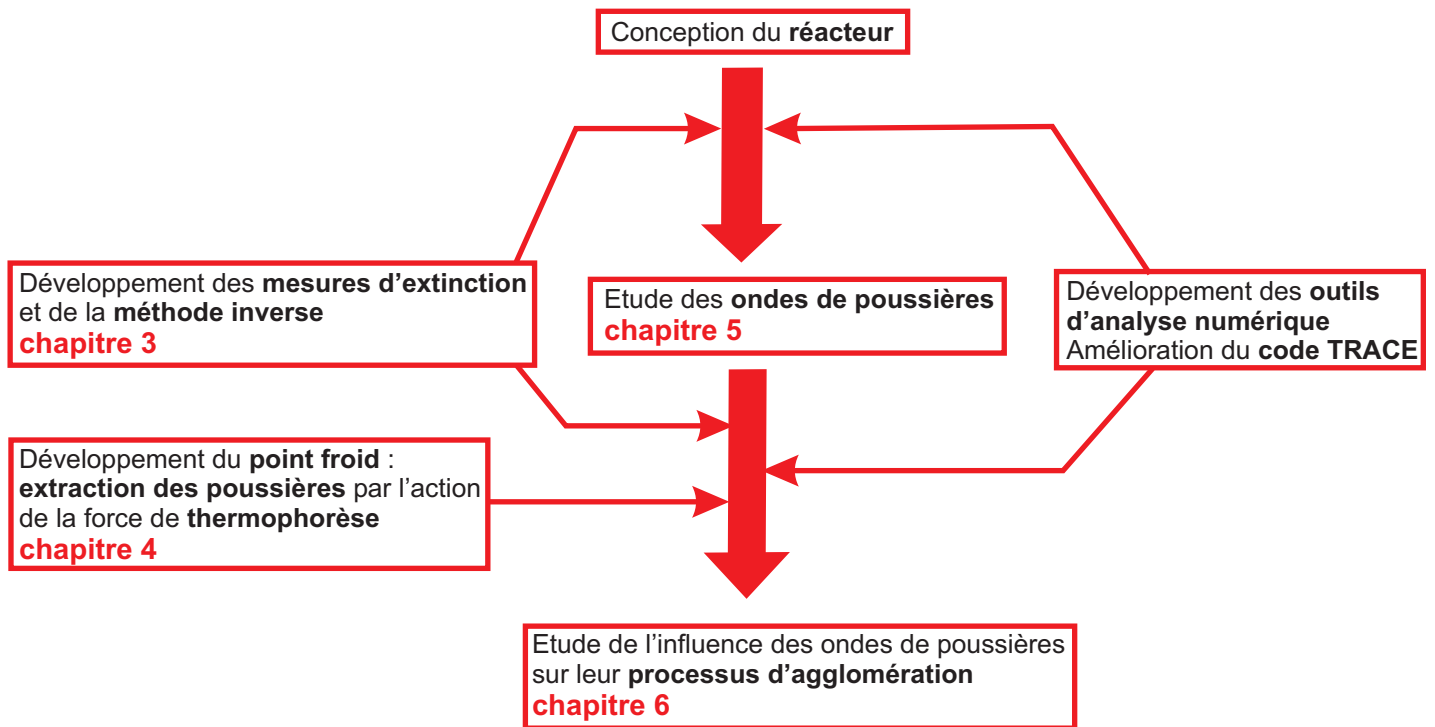 Conception du réacteur
Développement des mesures d'extinction
et de la méthode inverse
chapitre 3
Etude des ondes de poussières
chapitre 5
Développement des outils
d'analyse numérique
Amélioration du code TRACE
Développement du point froid :
extraction des poussières par l'action
de la force de thermophorèse
chapitre 4
Etude de l'influence des ondes de poussières
sur leur processus d'agglomération
chapitre 6